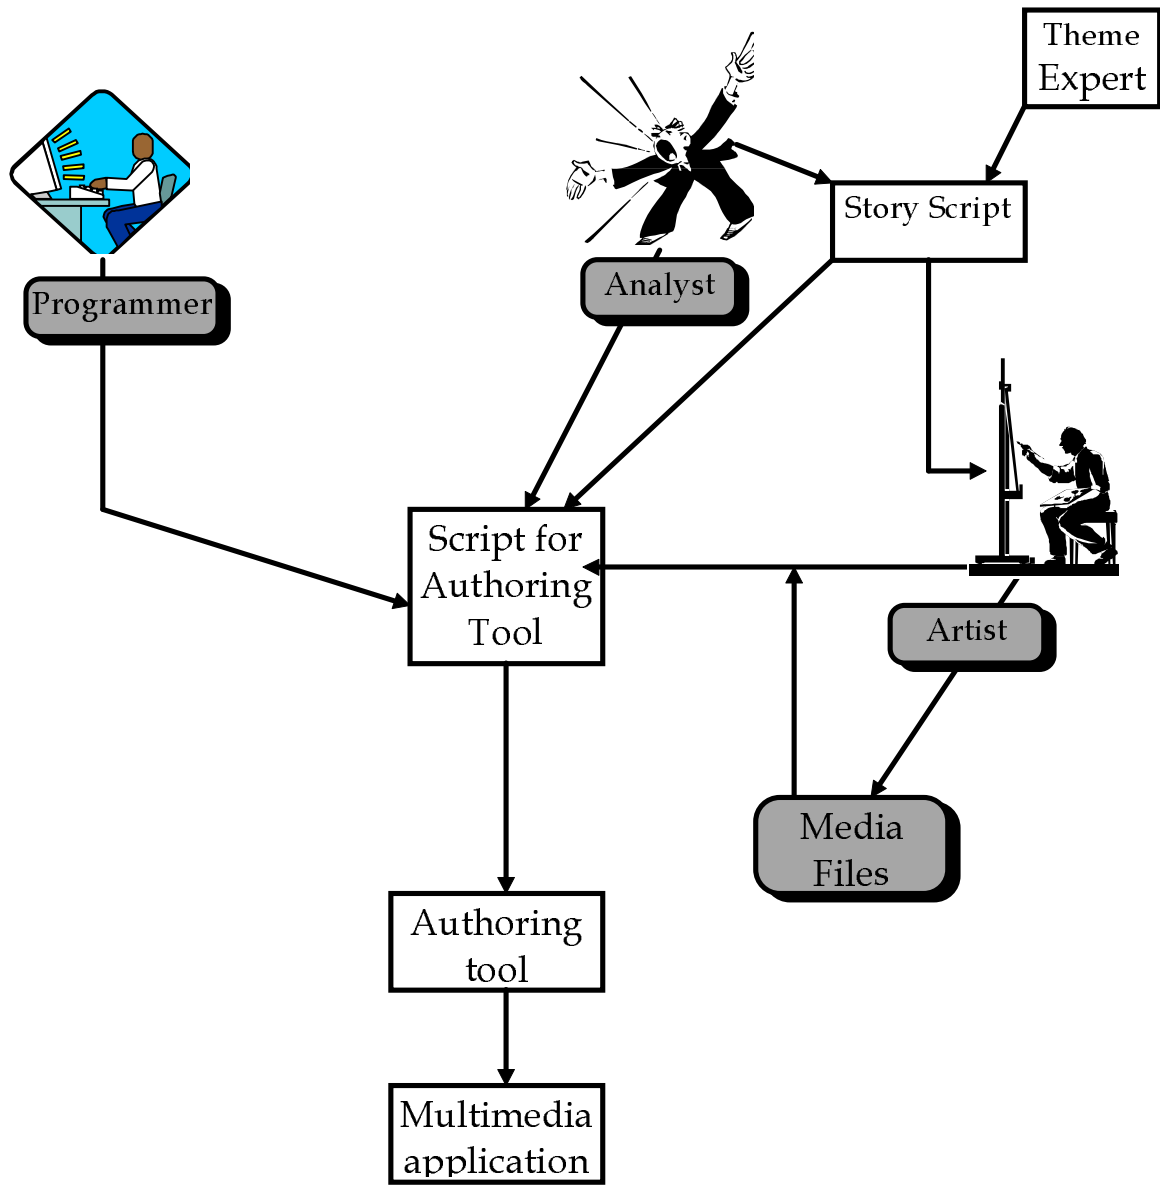 Theme
Expert
Story Script
Analyst
Programmer
Script for
Authoring
Tool
Artist
Media
Files
Authoring
tool
Multimedia
application